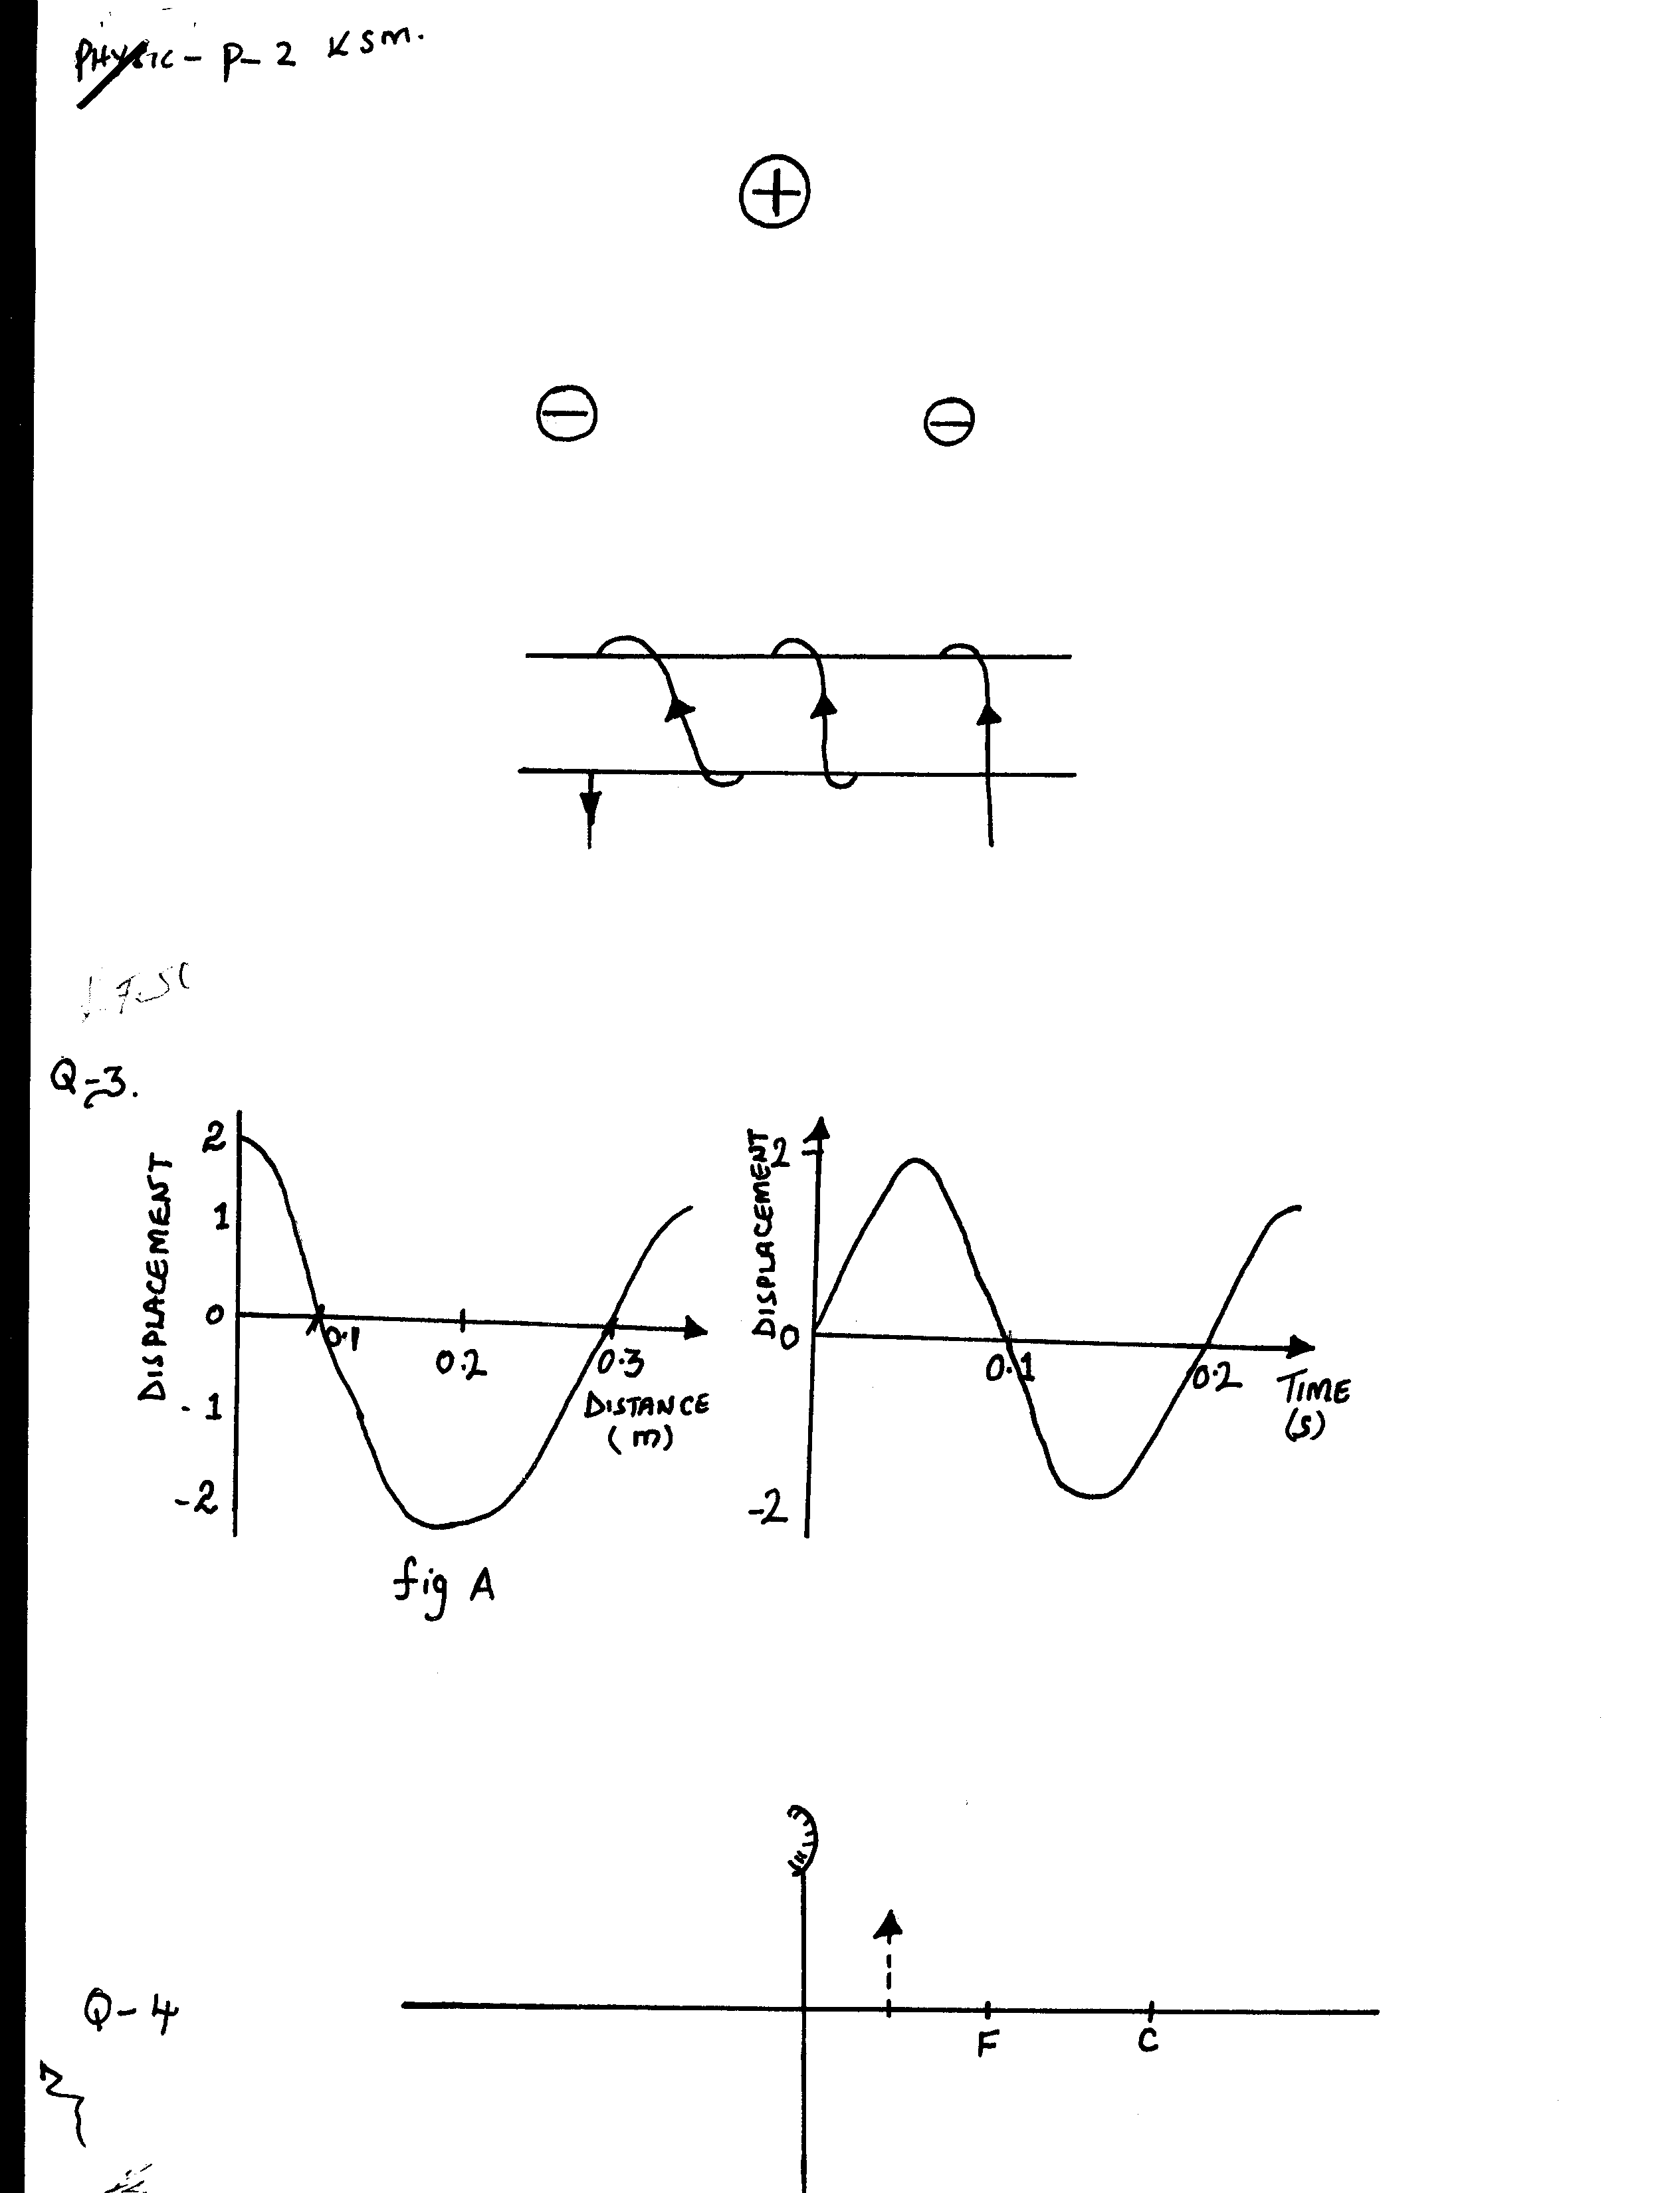 PHYSIC - P- 2 KSM.
+
- -
Q-3.
DISPLACEMENT
2
1
0
- 1
-2
0.1
0.2
0.3
DISTANCE
(m)
fig A
DISPLACEMENT
2
0
-2
0.1
0.2
TIME
(s)
Q- 4
F
C